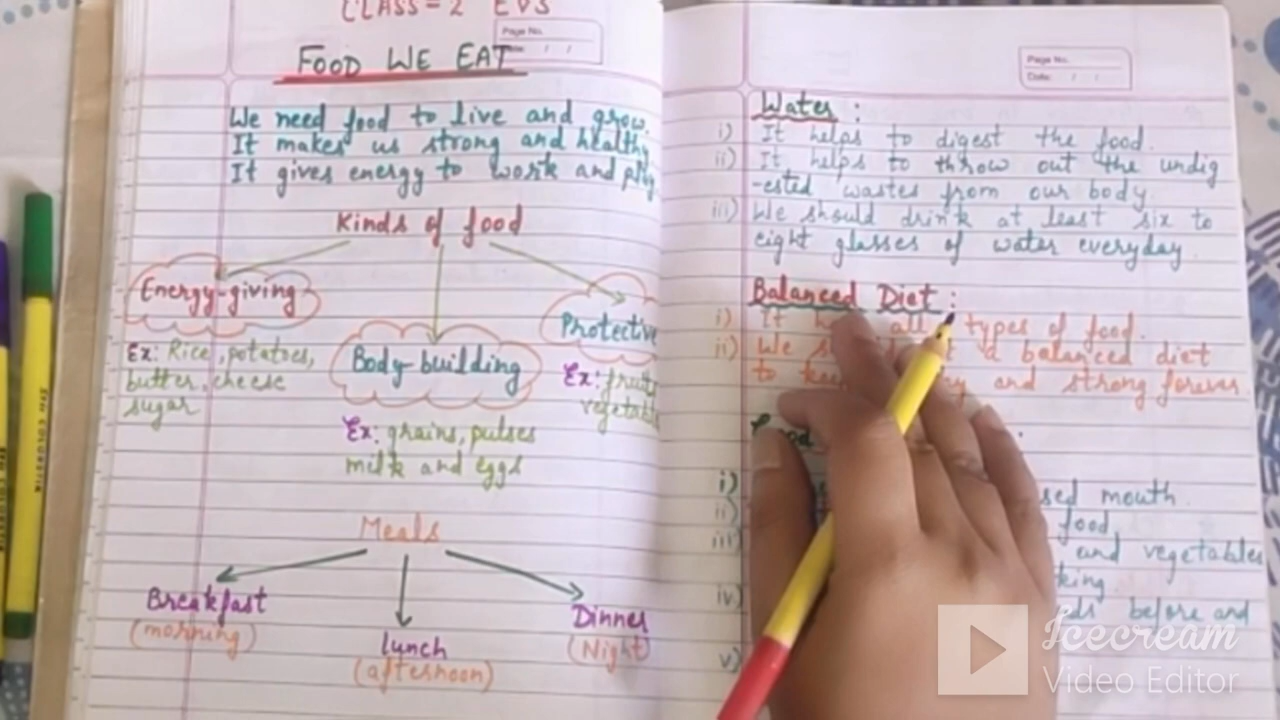 CLASS = 2 EVS
Page No.
FOOD WE EAT
We need food to live and grow.
It makes us strong and healthy
It gives energy to work and play
Kinds of food
Energy-giving
Ex: Rice, potatoes,
butter, cheese
sugar
Body-building
Ex: grains, pulses
milk and eggs
Protective
Ex: fruits
vegetable
Meals
Breakfast
(morning)
Lunch
(afternoon)
Dinner
(Night)
Page No.
Date: / /
Water :
i) It helps to digest the food.
ii) It helps to throw out the undig
-ested wastes from our body.
iii) We should drink at least six to
eight glasses of water everyday.
Balanced Diet :
i) It all types of food.
ii) We a balanced diet
to and strong forever
i) mouth.
ii) food
iii) and vegetables
iv) before and
v)
Icecream
Video Editor